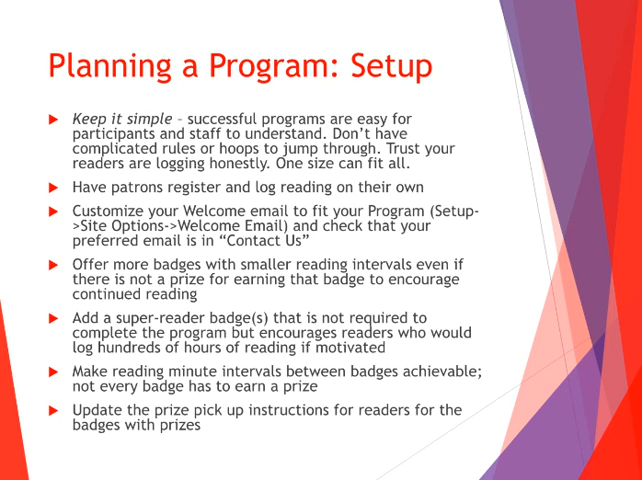 Planning a Program: Setup
Keep it simple – successful programs are easy for
participants and staff to understand. Don’t have
complicated rules or hoops to jump through. Trust your
readers are logging honestly. One size can fit all.
Have patrons register and log reading on their own
Customize your Welcome email to fit your Program (Setup-
>Site Options->Welcome Email) and check that your
preferred email is in “Contact Us”
Offer more badges with smaller reading intervals even if
there is not a prize for earning that badge to encourage
continued reading
Add a super-reader badge(s) that is not required to
complete the program but encourages readers who would
log hundreds of hours of reading if motivated
Make reading minute intervals between badges achievable;
not every badge has to earn a prize
Update the prize pick up instructions for readers for the
badges with prizes